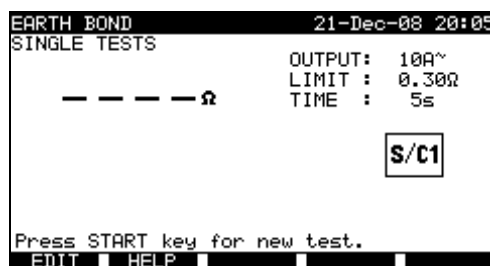 EARTH BOND 21-Dec-08 20:05
SINGLE TESTS
OUTPUT: 10A~
LIMIT : 0.30Ω
TIME : 5s
— — — — Ω
S/C1
Press START key for new test.
EDIT HELP